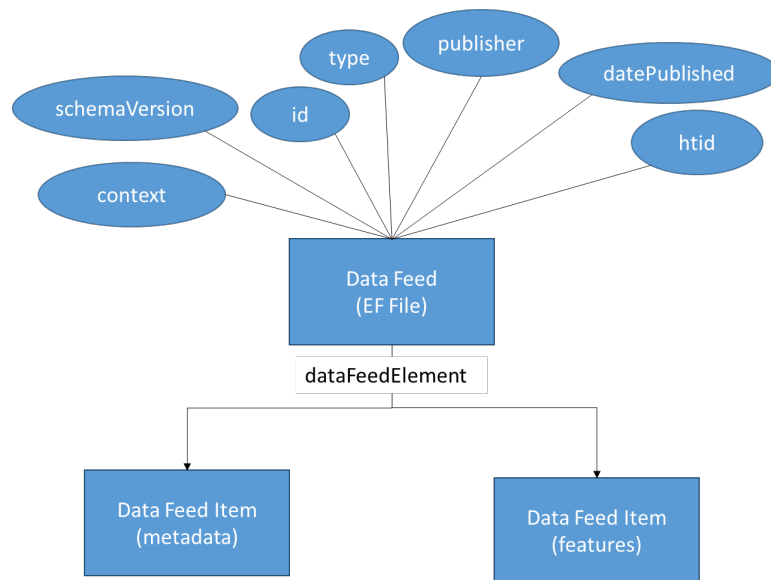 publisher
type
datePublished
schemaVersion
id
htid
context
Data Feed
(EF File)
dataFeedElement
Data Feed Item
(metadata)
Data Feed Item
(features)